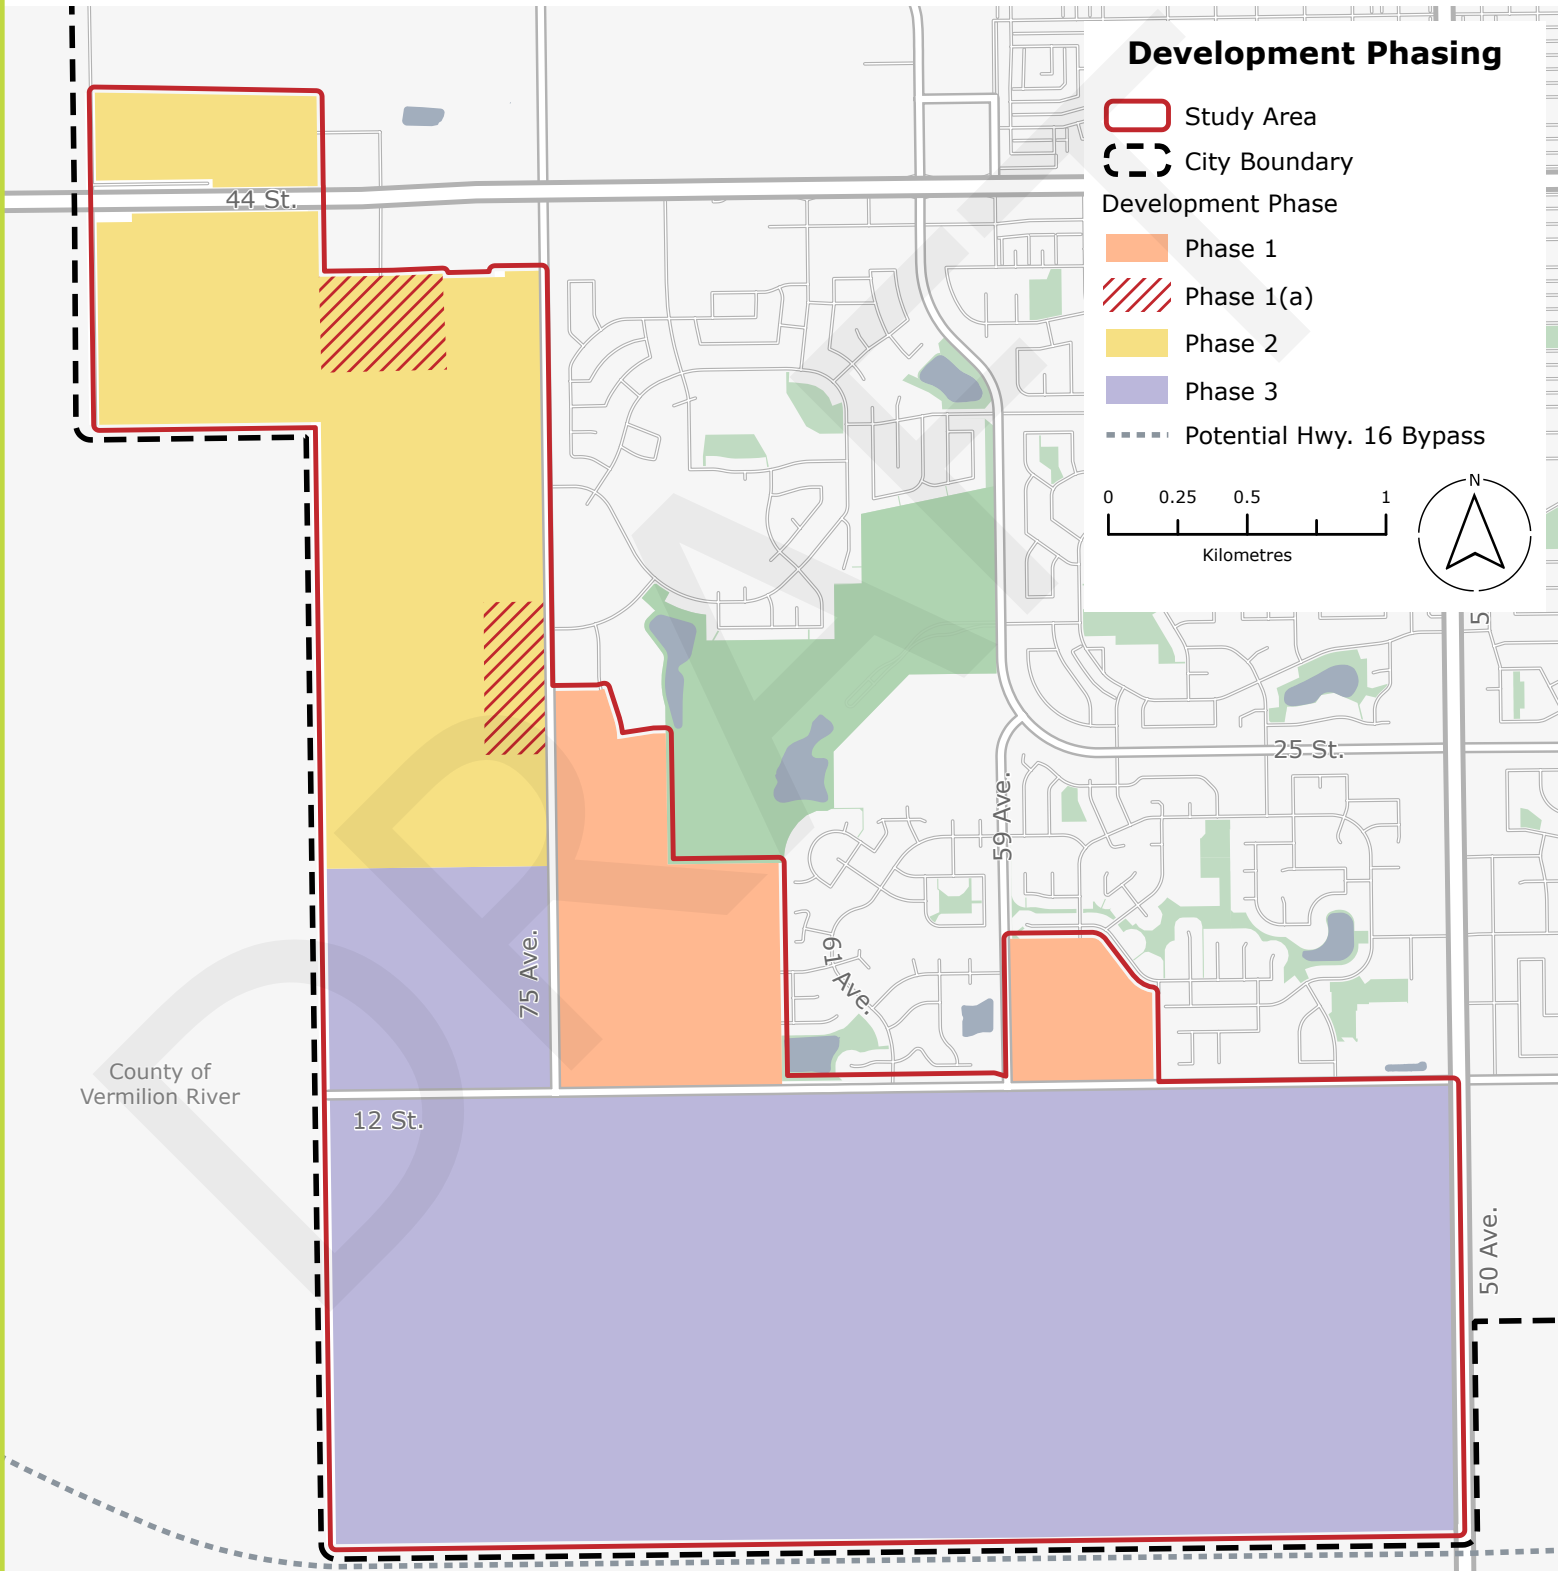 Development Phasing
Study Area
City Boundary
Development Phase
Phase 1
Phase 1(a)
Phase 2
Phase 3
Potential Hwy. 16 Bypass
0 0.25 0.5 1
Kilometres
N
44 St.
5
25 St.
59 Ave.
61 Ave.
75 Ave.
County of
Vermilion River
12 St.
50 Ave.
DRAFT